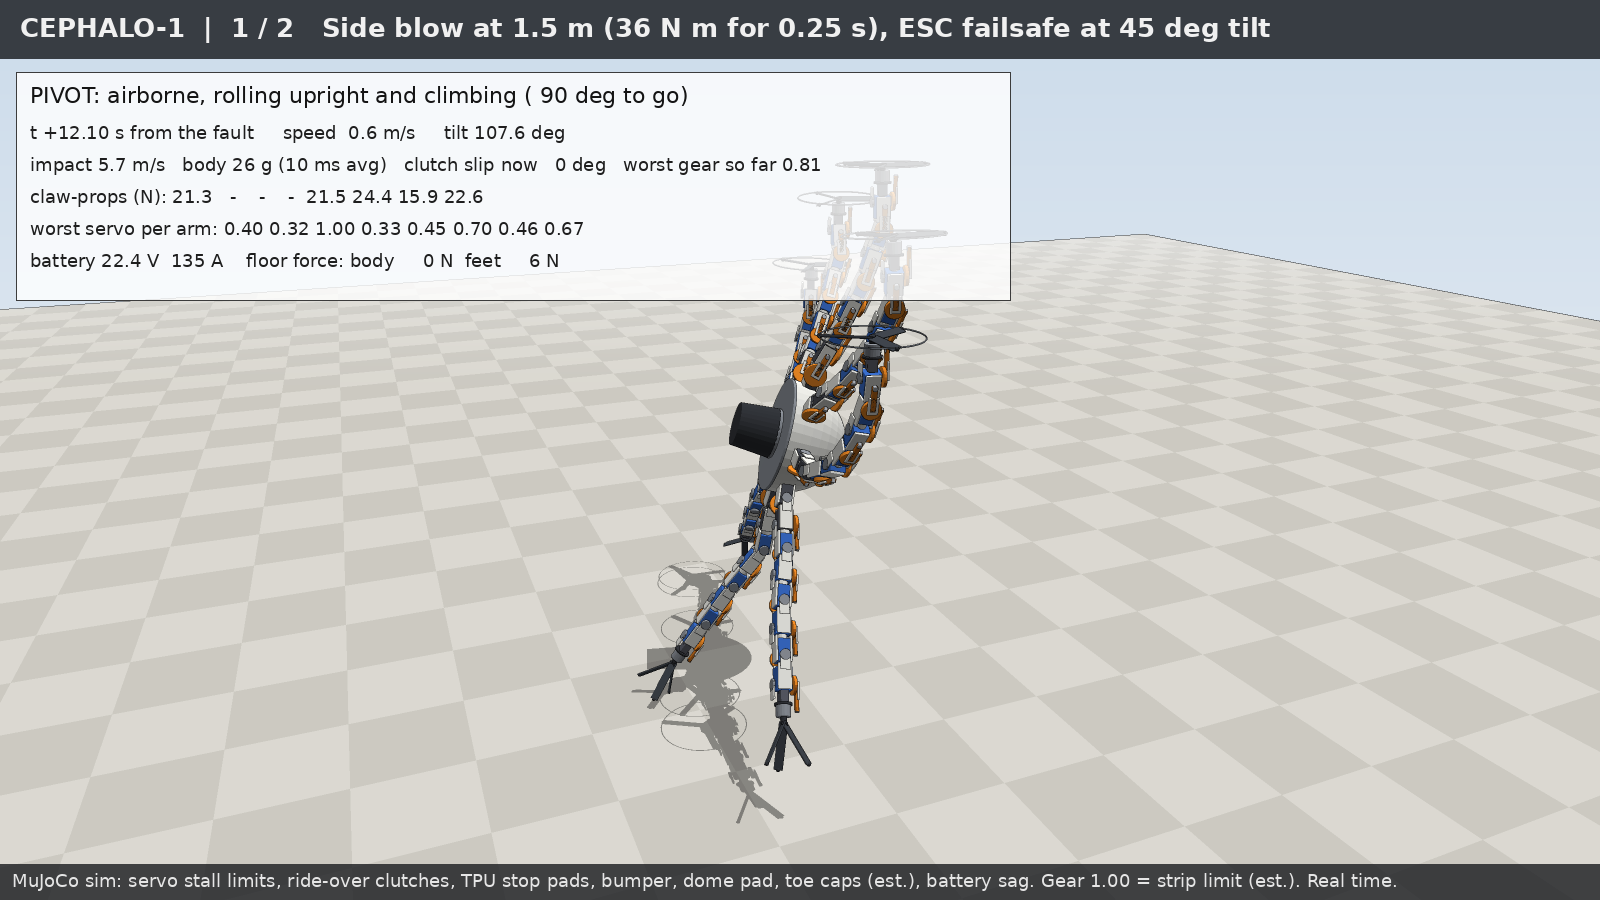 CEPHALO-1 | 1 / 2 Side blow at 1.5 m (36 N m for 0.25 s), ESC failsafe at 45 deg tilt
PIVOT: airborne, rolling upright and climbing ( 90 deg to go)
t +12.10 s from the fault speed 0.6 m/s tilt 107.6 deg
impact 5.7 m/s body 26 g (10 ms avg) clutch slip now 0 deg worst gear so far 0.81
claw-props (N): 21.3 - - - 21.5 24.4 15.9 22.6
worst servo per arm: 0.40 0.32 1.00 0.33 0.45 0.70 0.46 0.67
battery 22.4 V 135 A floor force: body 0 N feet 6 N
MuJoCo sim: servo stall limits, ride-over clutches, TPU stop pads, bumper, dome pad, toe caps (est.), battery sag. Gear 1.00 = strip limit (est.). Real time.